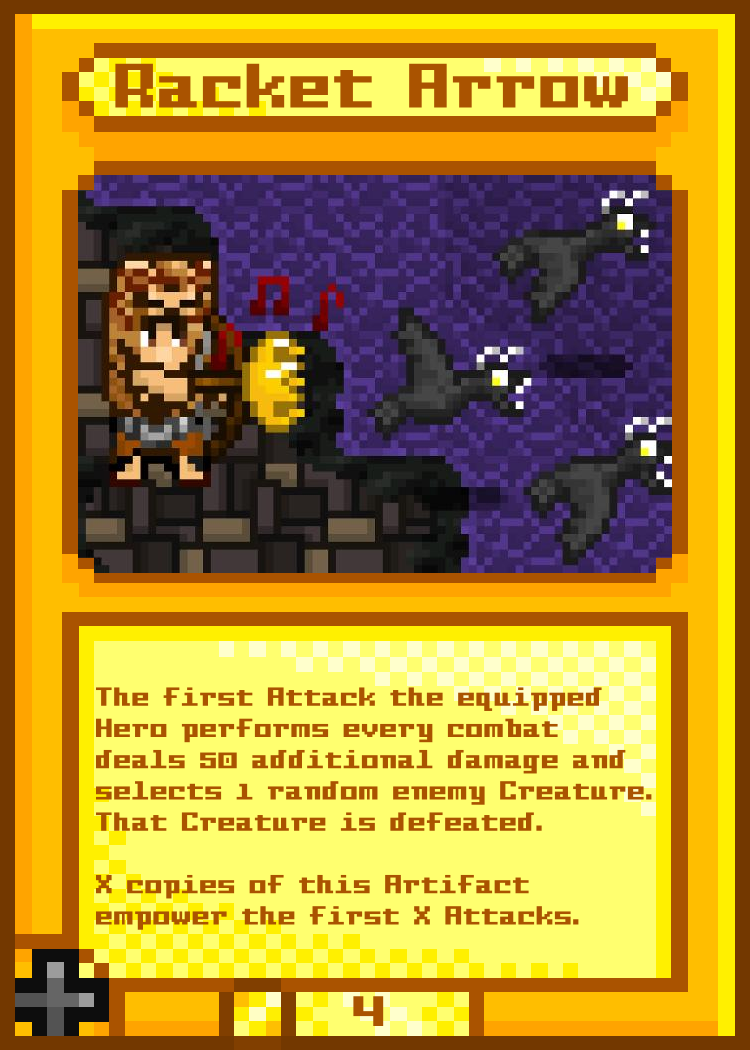 Racket Arrow
The first Attack the equipped
Hero performs every combat
deals 50 additional damage and
selects 1 random enemy Creature.
That Creature is defeated.
X copies of this Artifact
empower the first X Attacks.
4